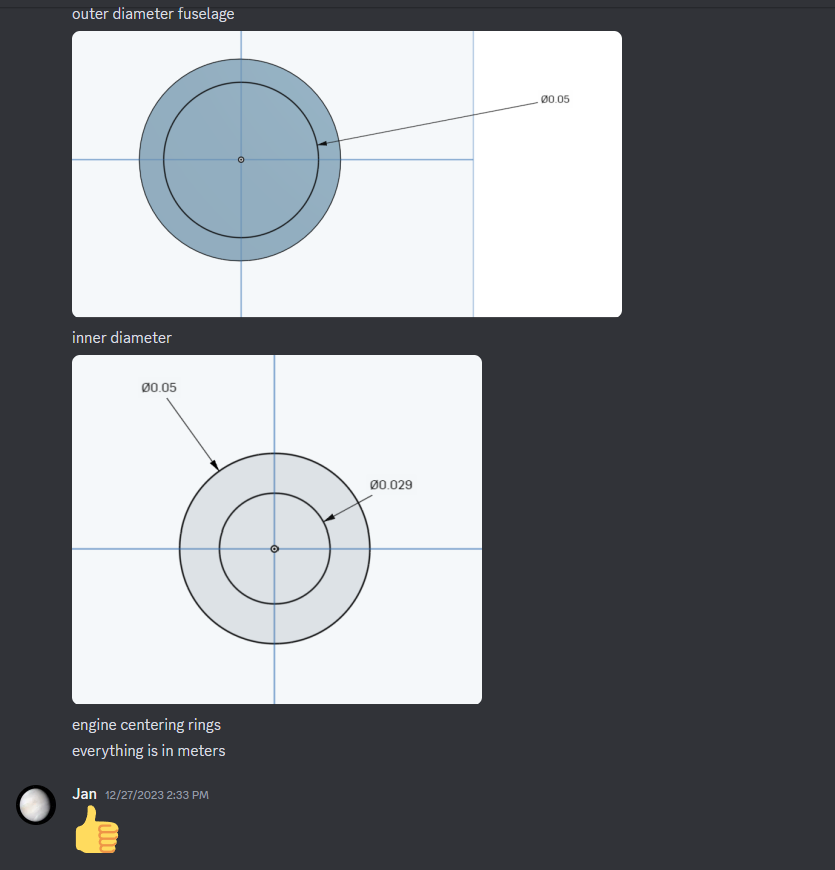 outer diameter fuselage
Ø0.05
inner diameter
Ø0.05
Ø0.029
engine centering rings
everything is in meters
Jan 12/27/2023 2:33 PM